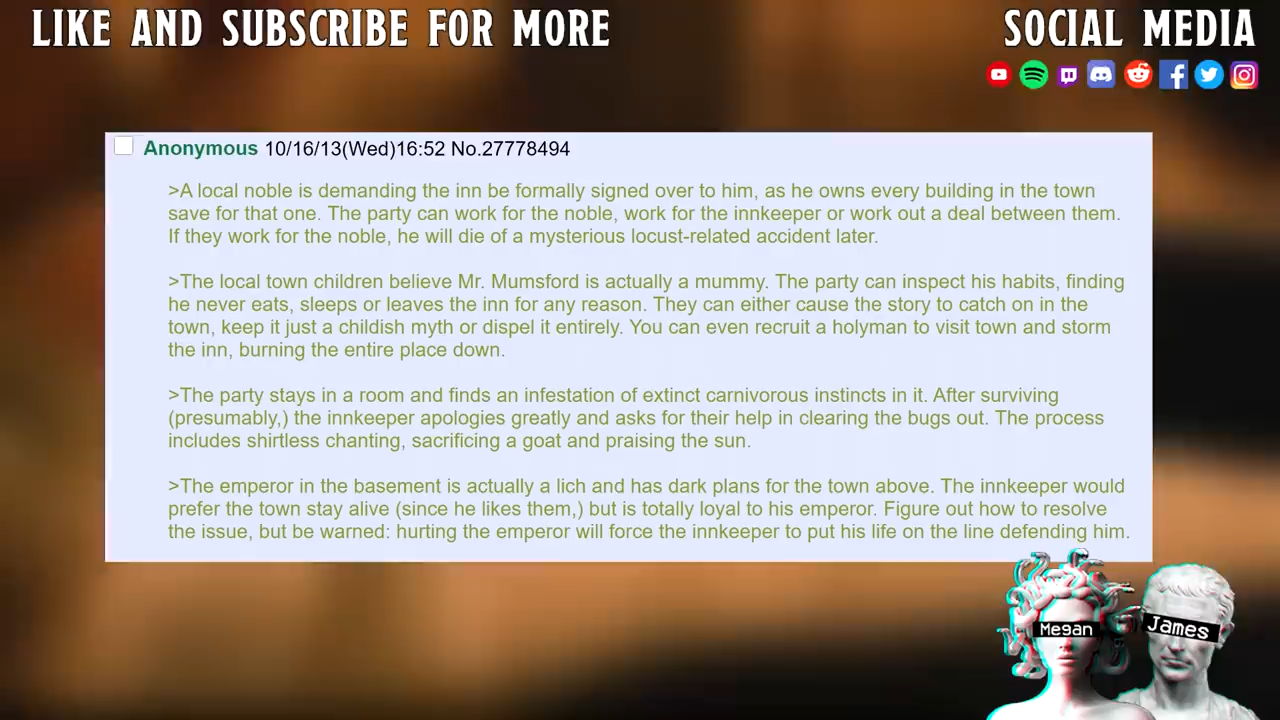 LIKE AND SUBSCRIBE FOR MORE
SOCIAL MEDIA
Anonymous 10/16/13(Wed)16:52 No.27778494
>A local noble is demanding the inn be formally signed over to him, as he owns every building in the town
save for that one. The party can work for the noble, work for the innkeeper or work out a deal between them.
If they work for the noble, he will die of a mysterious locust-related accident later.
>The local town children believe Mr. Mumsford is actually a mummy. The party can inspect his habits, finding
he never eats, sleeps or leaves the inn for any reason. They can either cause the story to catch on in the
town, keep it just a childish myth or dispel it entirely. You can even recruit a holyman to visit town and storm
the inn, burning the entire place down.
>The party stays in a room and finds an infestation of extinct carnivorous instincts in it. After surviving
(presumably,) the innkeeper apologies greatly and asks for their help in clearing the bugs out. The process
includes shirtless chanting, sacrificing a goat and praising the sun.
>The emperor in the basement is actually a lich and has dark plans for the town above. The innkeeper would
prefer the town stay alive (since he likes them,) but is totally loyal to his emperor. Figure out how to resolve
the issue, but be warned: hurting the emperor will force the innkeeper to put his life on the line defending him.
Megan
James